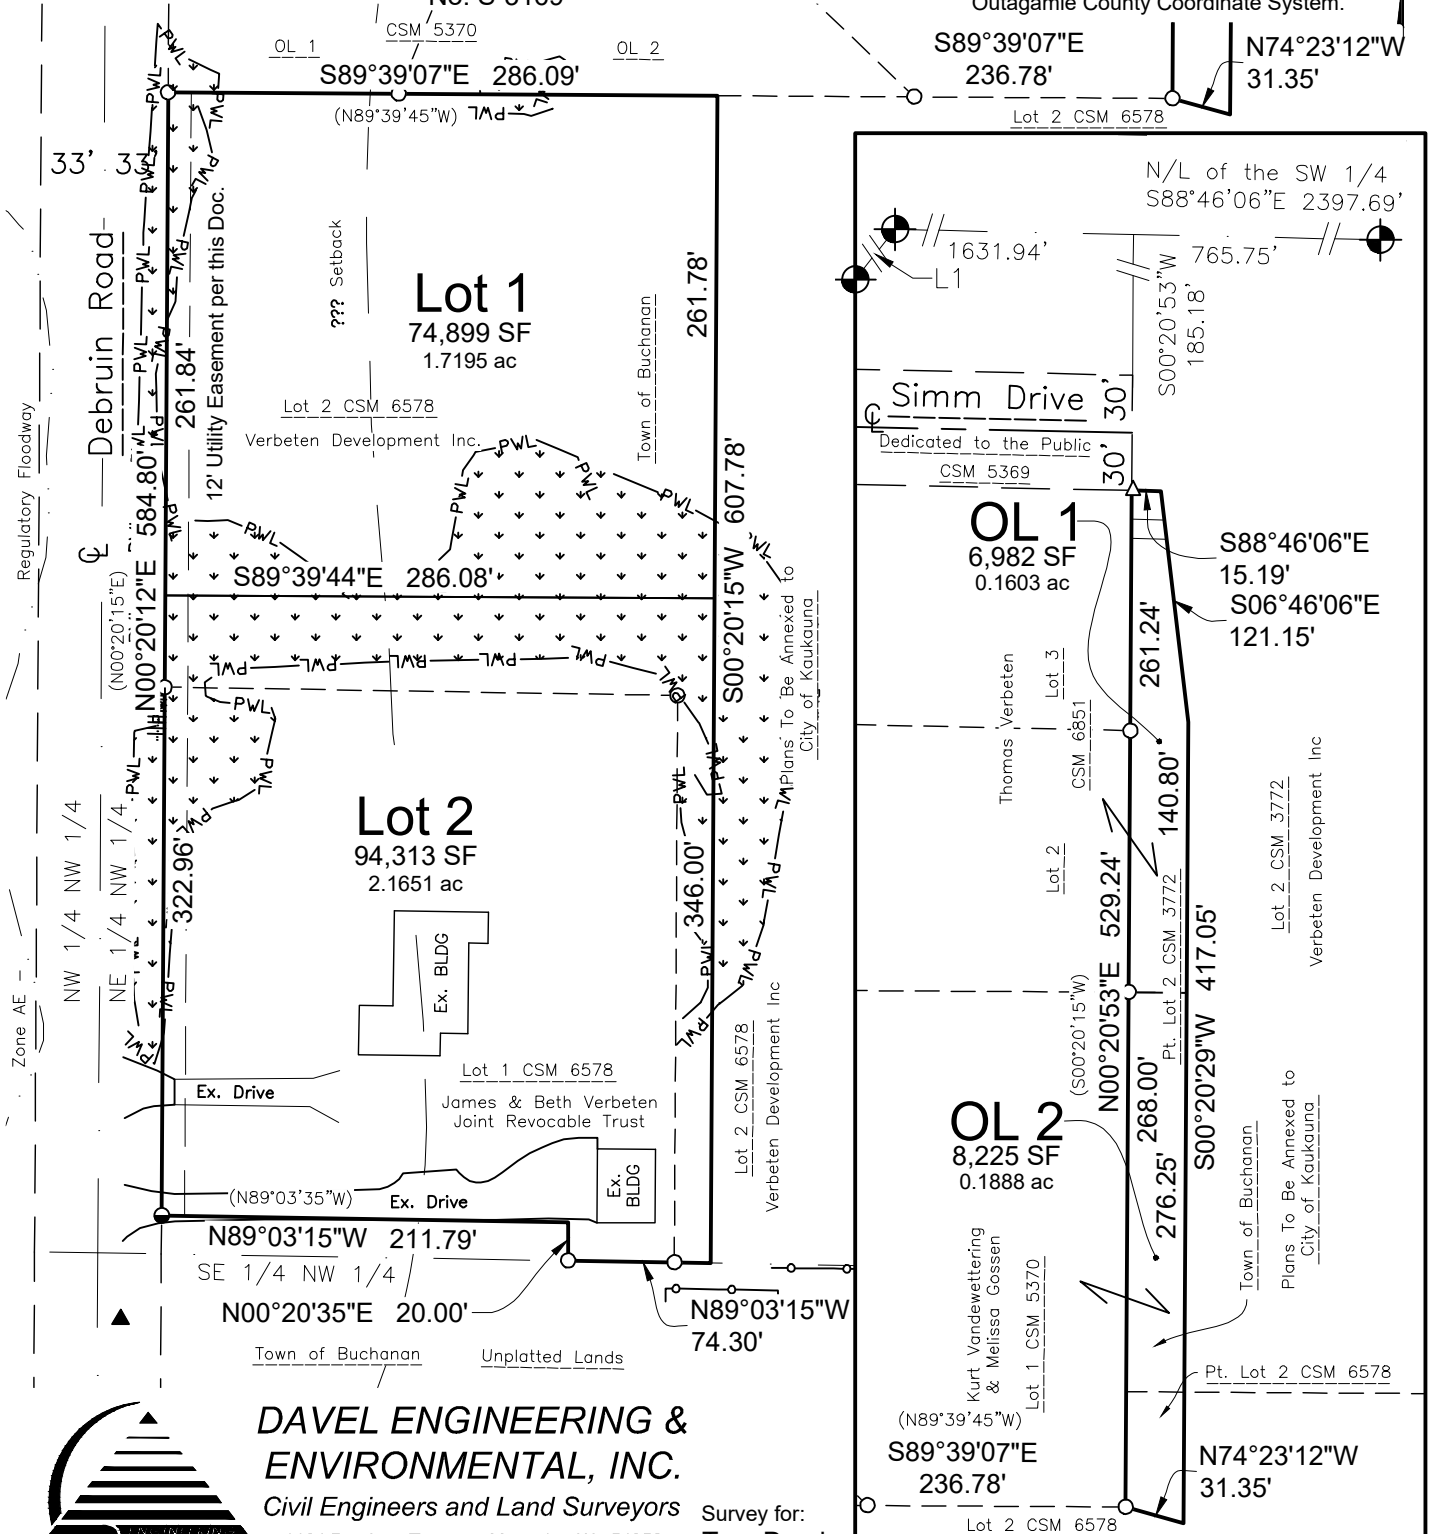 Outagamie County Coordinate System.
CSM 5370
OL 1
OL 2
S89°39'07"E 286.09'
(N89°39'45"W)
PWL
S89°39'07"E
236.78'
N74°23'12"W
31.35'
Lot 2 CSM 6578
33' 33'
Debruin Road
Regulatory Floodway
Zone AE
N00°20'12"E 584.80'
(N00°20'15"E)
261.84'
12' Utility Easement per this Doc.
??? Setback
Lot 1
74,899 SF
1.7195 ac
Lot 2 CSM 6578
Verbeten Development Inc.
Town of Buchanan
261.78'
S00°20'15"W 607.78'
S89°39'44"E 286.08'
Plans To Be Annexed to
City of Kaukauna
NW 1/4 NW 1/4
NE 1/4 NW 1/4
322.96'
Lot 2
94,313 SF
2.1651 ac
346.00'
Ex. BLDG
Lot 1 CSM 6578
James & Beth Verbeten
Joint Revocable Trust
Ex. Drive
Lot 2 CSM 6578
Verbeten Development Inc
(N89°03'35"W)
Ex. Drive
Ex.
BLDG
N89°03'15"W 211.79'
SE 1/4 NW 1/4
N00°20'35"E 20.00'
N89°03'15"W
74.30'
Town of Buchanan
Unplatted Lands
DAVEL ENGINEERING &
ENVIRONMENTAL, INC.
Civil Engineers and Land Surveyors
Survey for:
N/L of the SW 1/4
S88°46'06"E 2397.69'
1631.94'
765.75'
L1
S00°20'53"W
185.18'
Simm Drive
30'
30'
Dedicated to the Public
CSM 5369
OL 1
6,982 SF
0.1603 ac
S88°46'06"E
15.19'
S06°46'06"E
121.15'
261.24'
Thomas Verbeten
Lot 3
CSM 6851
Lot 2
140.80'
N00°20'53"E 529.24'
(S00°20'15"W)
Pt. Lot 2 CSM 3772
S00°20'29"W 417.05'
Lot 2 CSM 3772
Verbeten Development Inc
268.00'
OL 2
8,225 SF
0.1888 ac
276.25'
Town of Buchanan
Plans To Be Annexed to
City of Kaukauna
Kurt Vandewettering
& Melissa Gossen
Lot 1 CSM 5370
Pt. Lot 2 CSM 6578
(N89°39'45"W)
S89°39'07"E
236.78'
N74°23'12"W
31.35'
Lot 2 CSM 6578